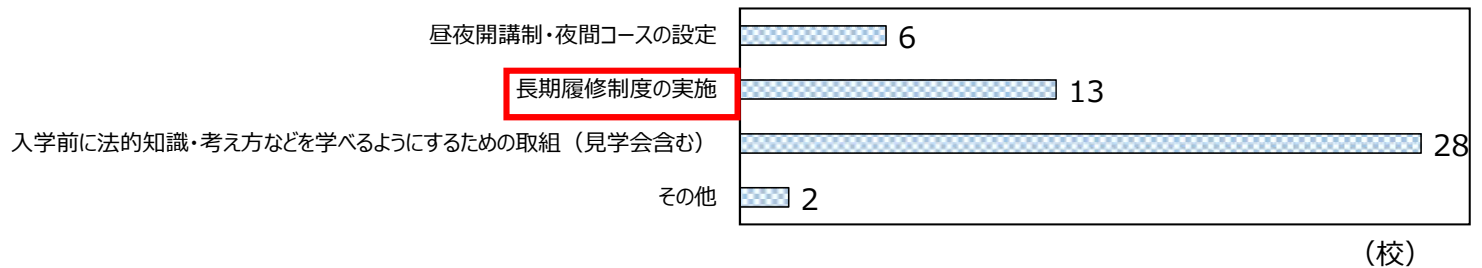 昼夜開講制・夜間コースの設定
6
長期履修制度の実施
13
入学前に法的知識・考え方などを学べるようにするための取組（見学会含む）
28
その他
2
（校）